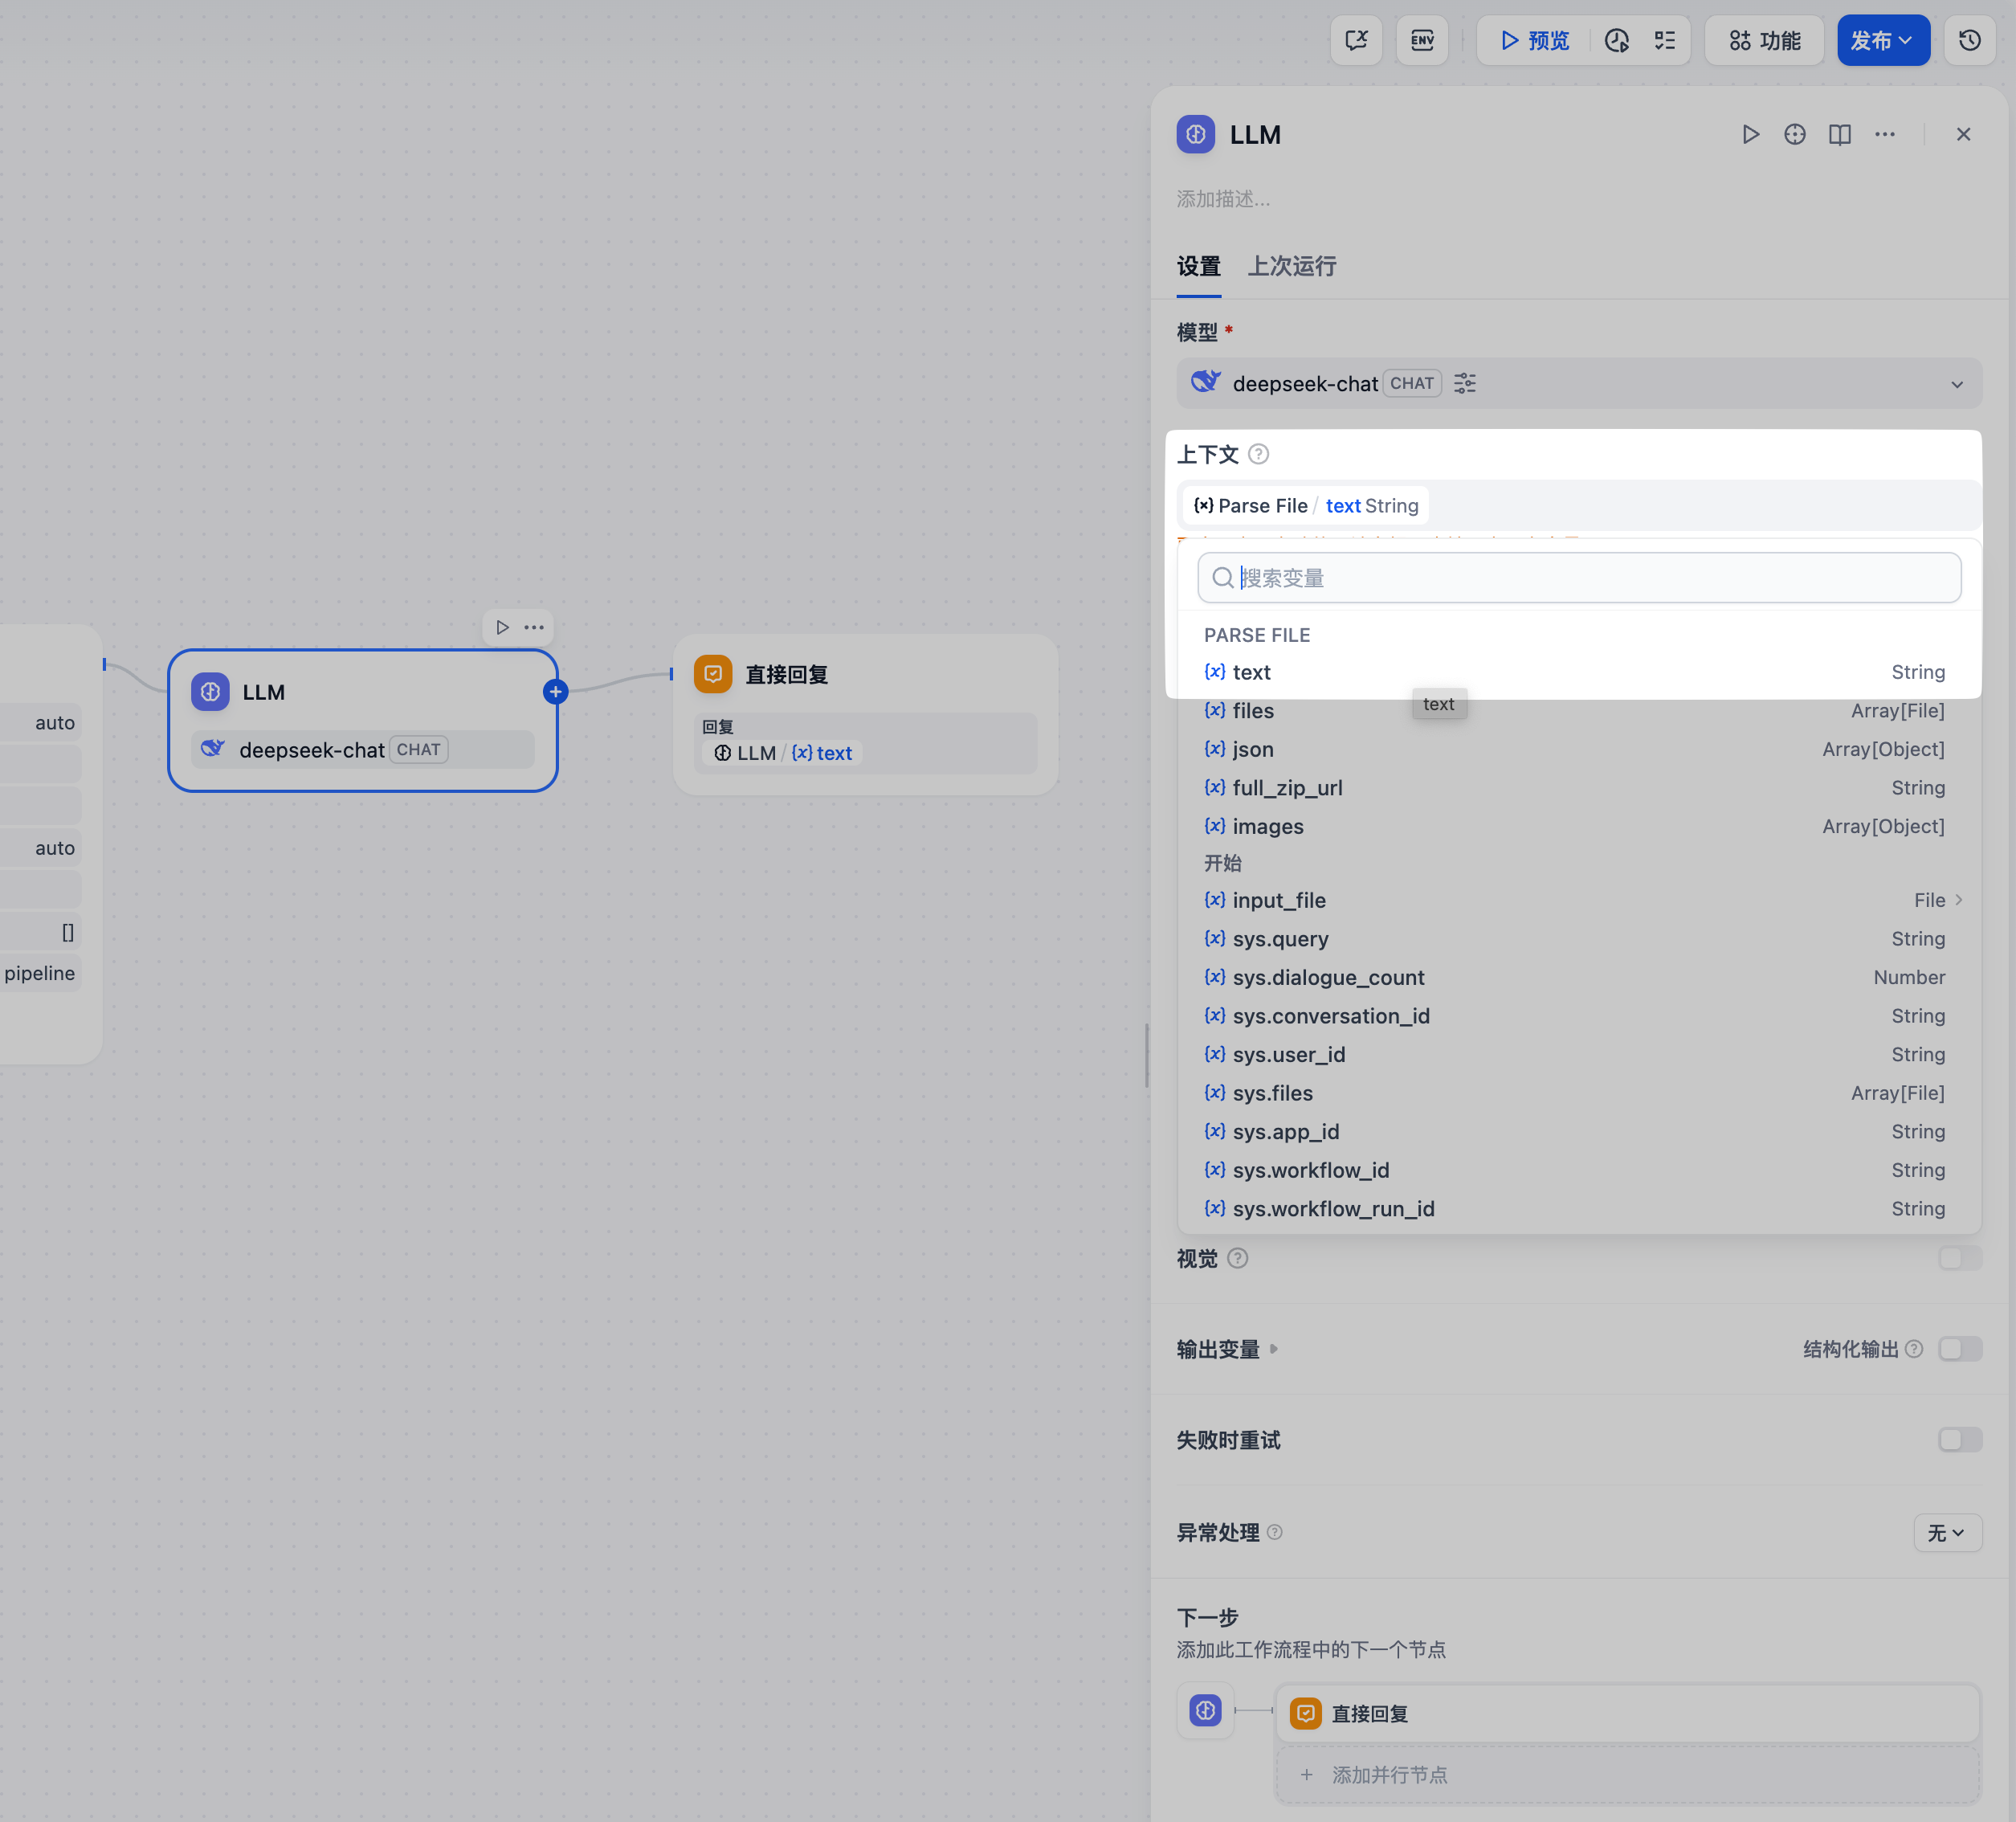 ENV
预览
功能
发布
LLM
添加描述...
设置
上次运行
模型 *
deepseek-chat CHAT
上下文
{x} Parse File / text String
搜索变量
PARSE FILE
{x} text String
text
{x} files Array[File]
{x} json Array[Object]
{x} full_zip_url String
{x} images Array[Object]
开始
{x} input_file File
{x} sys.query String
{x} sys.dialogue_count Number
{x} sys.conversation_id String
{x} sys.user_id String
{x} sys.files Array[File]
{x} sys.app_id String
{x} sys.workflow_id String
{x} sys.workflow_run_id String
视觉
输出变量
结构化输出
失败时重试
异常处理
无
下一步
添加此工作流程中的下一个节点
直接回复
+ 添加并行节点
auto
auto
[]
pipeline
LLM
deepseek-chat CHAT
直接回复
回复
LLM / {x} text